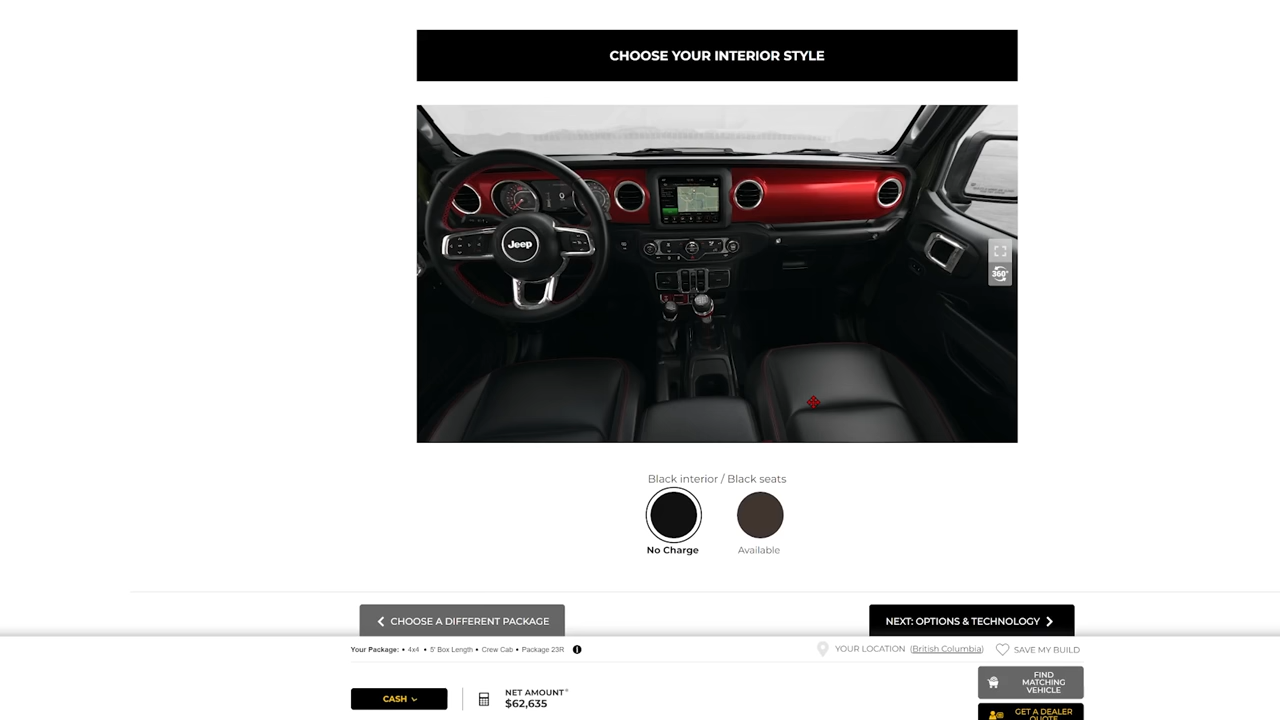 CHOOSE YOUR INTERIOR STYLE
Jeep
360°
Black interior / Black seats
No Charge
Available
CHOOSE A DIFFERENT PACKAGE
NEXT: OPTIONS & TECHNOLOGY
Your Package: • 4x4 • 5' Box Length • Crew Cab • Package 23R
YOUR LOCATION (British Columbia)
SAVE MY BUILD
CASH
NET AMOUNT*
$62,635
FIND
MATCHING
VEHICLE
GET A DEALER
QUOTE